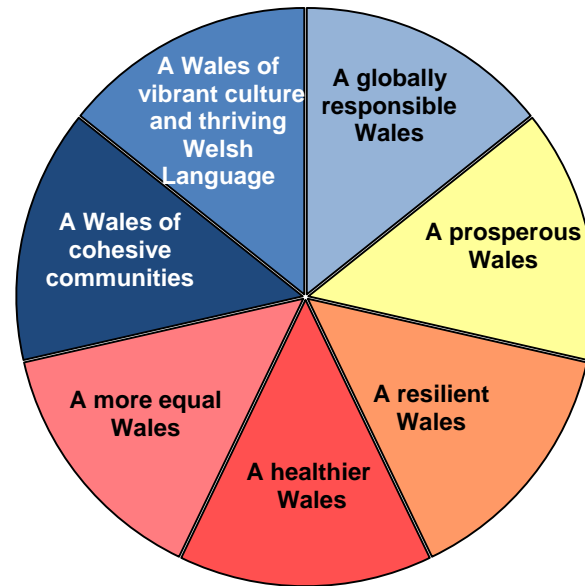 A Wales of
vibrant culture
and thriving
Welsh
Language
A globally
responsible
Wales
A prosperous
Wales
A resilient
Wales
A healthier
Wales
A more equal
Wales
A Wales of
cohesive
communities